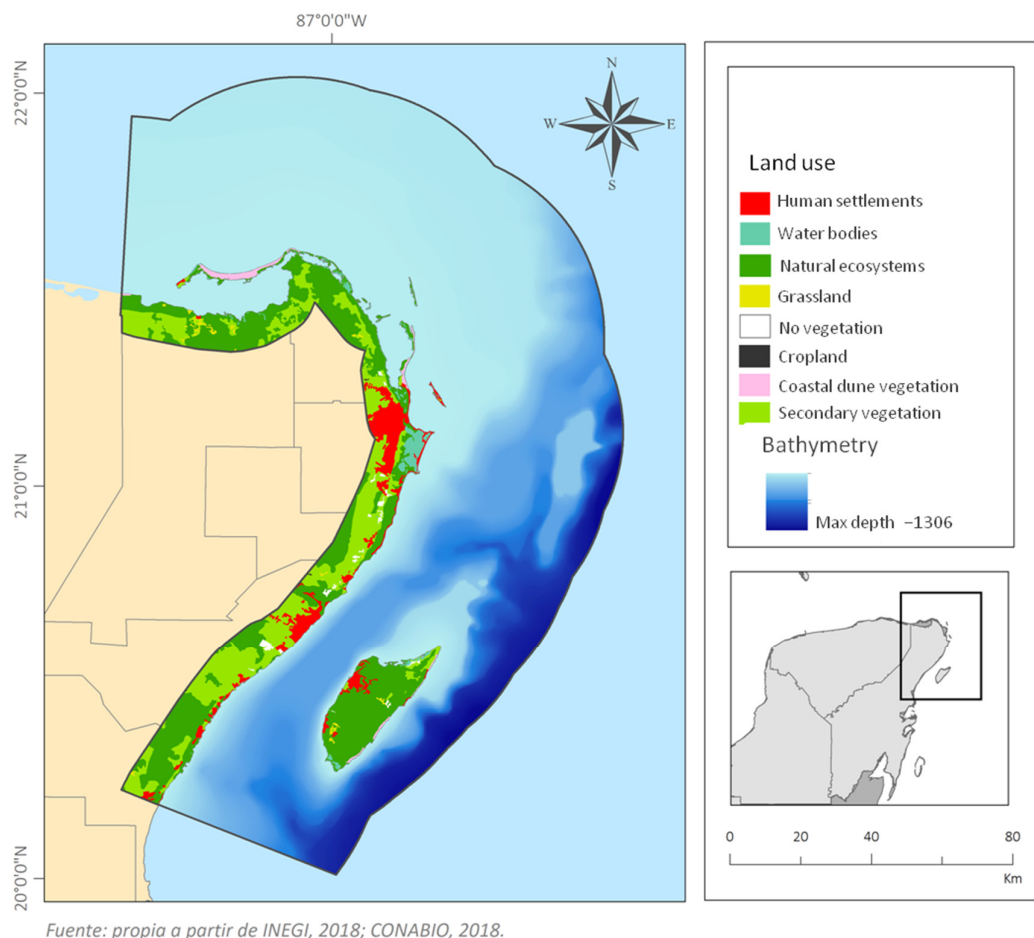 87°0'0"W
22°0'0"N
21°0'0"N
20°0'0"N
N
W
E
S
Land use
Human settlements
Water bodies
Natural ecosystems
Grassland
No vegetation
Cropland
Coastal dune vegetation
Secondary vegetation
Bathymetry
Max depth −1306
0 20 40 80
Km
Fuente: propia a partir de INEGI, 2018; CONABIO, 2018.